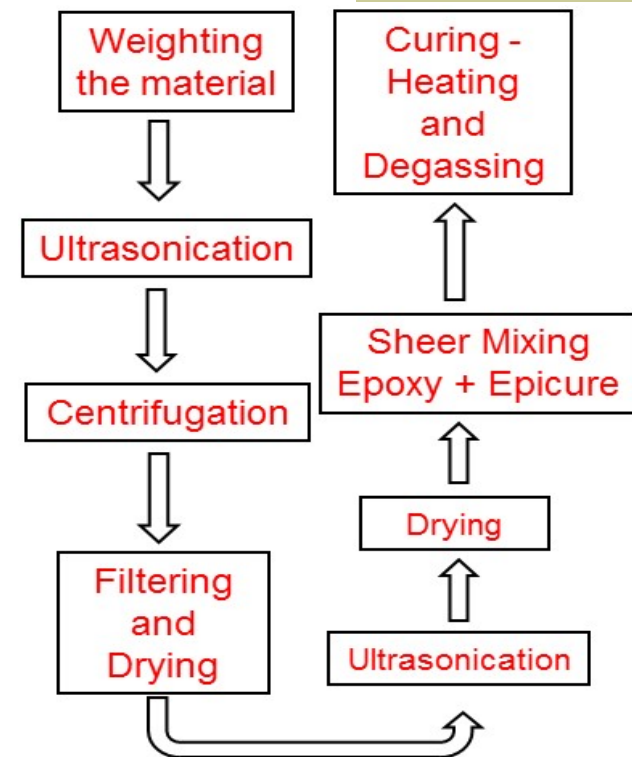 Weighting
the material
Ultrasonication
Centrifugation
Filtering
and
Drying
Ultrasonication
Drying
Sheer Mixing
Epoxy + Epicure
Curing -
Heating
and
Degassing